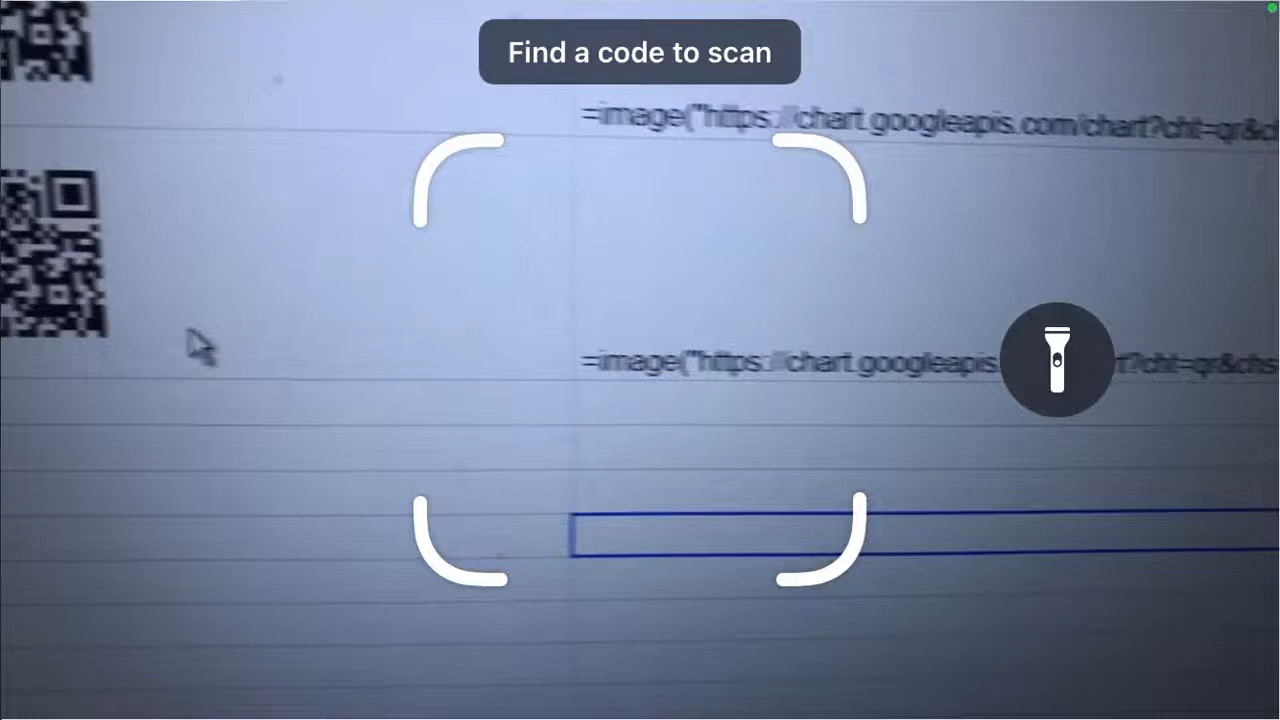 Find a code to scan
=image("https://chart.googleapis.com/chart?cht=qr&c
=image("https://chart.googleapis
?cht=qr&chs